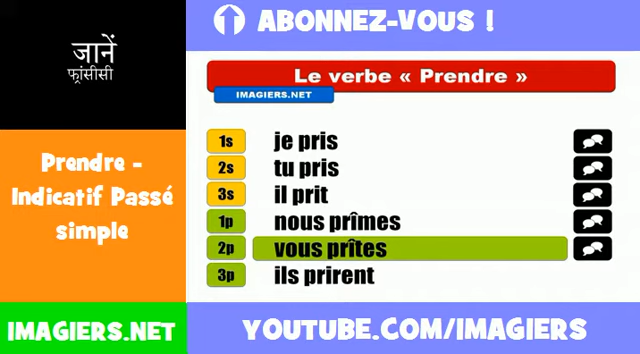 जानें
फ्रांसीसी
Prendre -
Indicatif Passé
simple
IMAGIERS.NET
ABONNEZ-VOUS !
Le verbe « Prendre »
IMAGIERS.NET
1s je pris
2s tu pris
3s il prit
1p nous prîmes
2p vous prîtes
3p ils prirent
YOUTUBE.COM/IMAGIERS